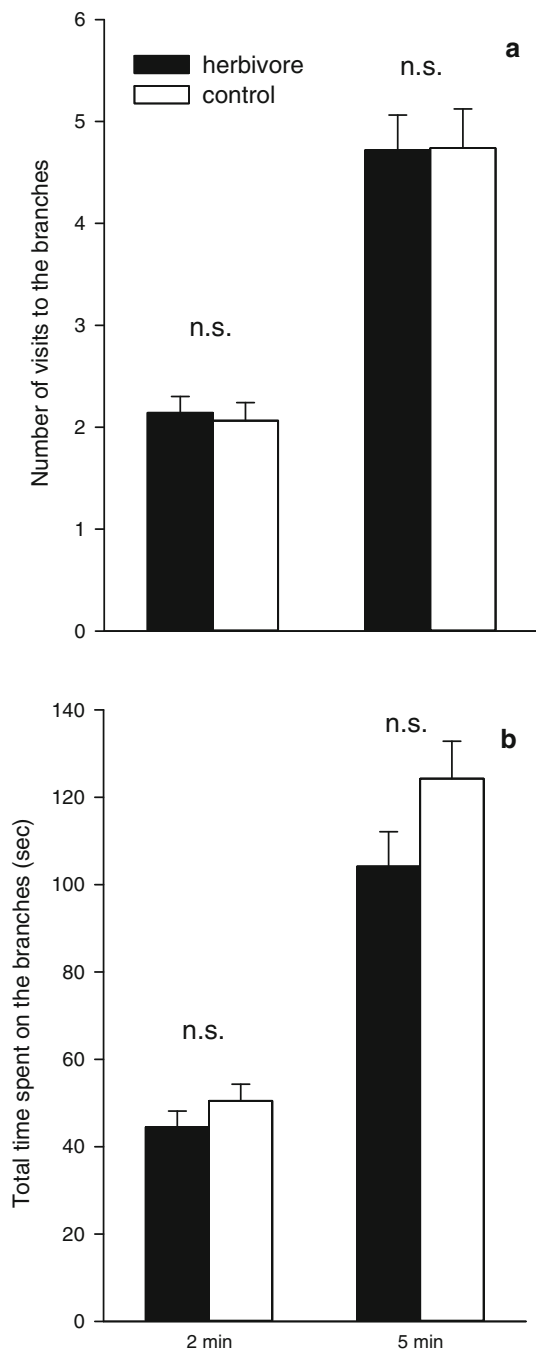 6
5
4
3
2
1
0
Number of visits to the branches
herbivore
control
n.s.
n.s.
a
140
120
100
80
60
40
20
0
Total time spent on the branches (sec)
n.s.
n.s.
b
2 min
5 min